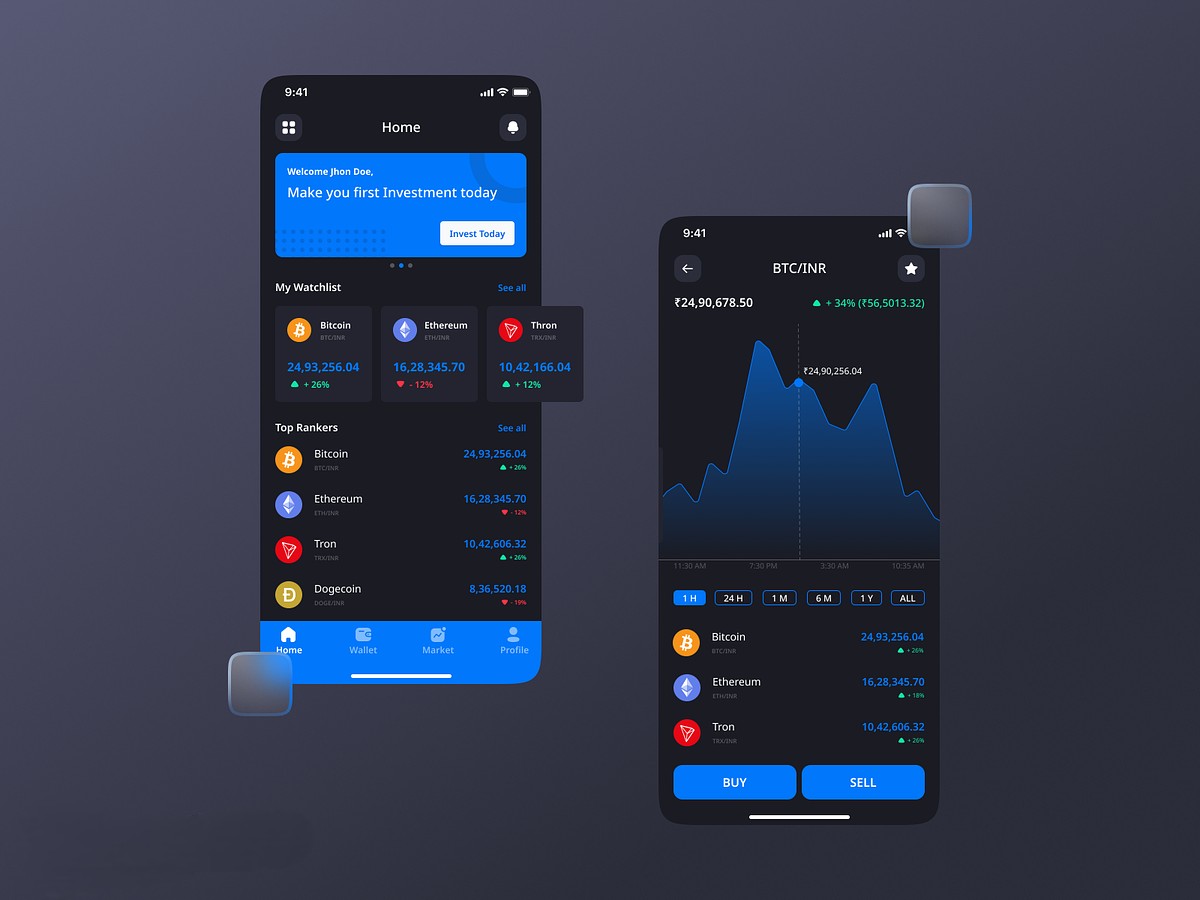 9:41
Home
Welcome Jhon Doe,
Make you first Investment today
Invest Today
My Watchlist See all
Bitcoin
BTC/INR
24,93,256.04
+ 26%
Ethereum
ETH/INR
16,28,345.70
- 12%
Thron
TRX/INR
10,42,166.04
+ 12%
Top Rankers See all
Bitcoin 24,93,256.04
BTC/INR + 26%
Ethereum 16,28,345.70
ETH/INR - 12%
Tron 10,42,606.32
TRX/INR + 26%
Dogecoin 8,36,520.18
DOGE/INR - 19%
Home Wallet Market Profile
9:41
BTC/INR
₹24,90,678.50 + 34% (₹56,5013.32)
₹24,90,256.04
11:30 AM 7:30 PM 3:30 AM 10:35 AM
1 H 24 H 1 M 6 M 1 Y ALL
Bitcoin 24,93,256.04
BTC/INR + 26%
Ethereum 16,28,345.70
ETH/INR + 18%
Tron 10,42,606.32
TRX/INR + 26%
BUY SELL